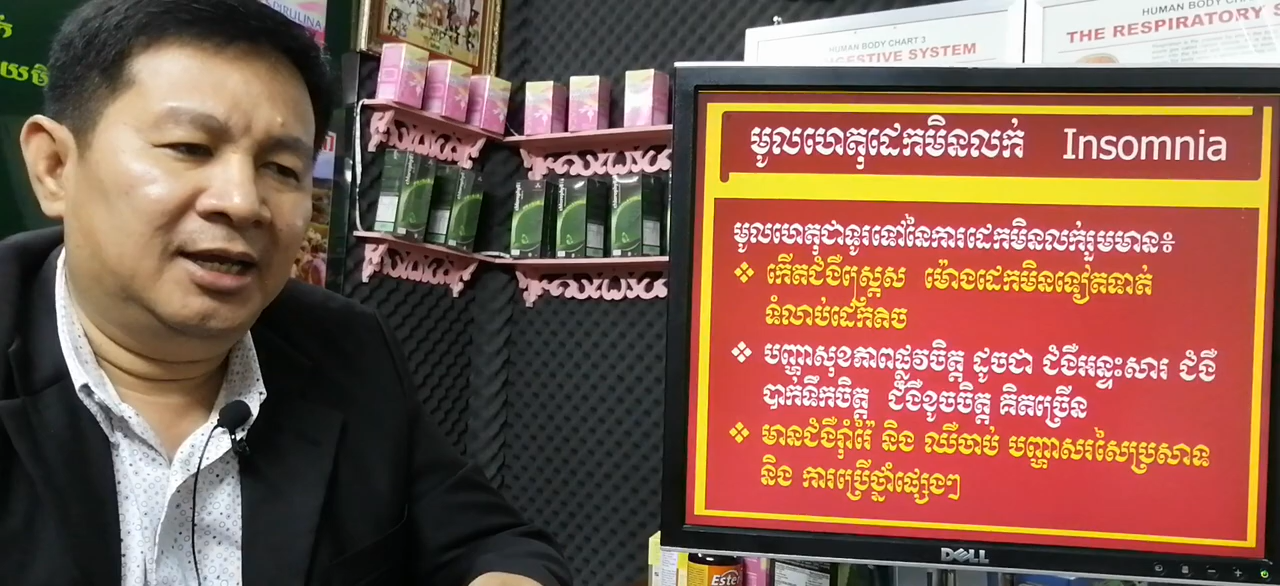 PIRULINA
HUMAN BODY CHART 3
GESTIVE SYSTEM
HUMAN BODY CHART
THE RESPIRATORY S
មូលហេតុដេកមិនលក់ Insomnia
មូលហេតុជាទូរទៅនៃការដេកមិនលក់រួមមាន៖
❖ កើតជំងឺស្ត្រេស ម៉ោងដេកមិនទៀតទាត់
ទំលាប់ដេកតិច
❖ បញ្ហាសុខភាពផ្លូវចិត្ត ដូចជា ជំងឺអន្ទះសារ ជំងឺ
បាក់ទឹកចិត្ត ជំងឺខូចចិត្ត គិតច្រើន
❖ មានជំងឺរ៉ាំរ៉ៃ និង ឈឺចាប់ បញ្ហាសរសៃប្រសាទ
និង ការប្រើថ្នាំផ្សេងៗ
DELL
Ester